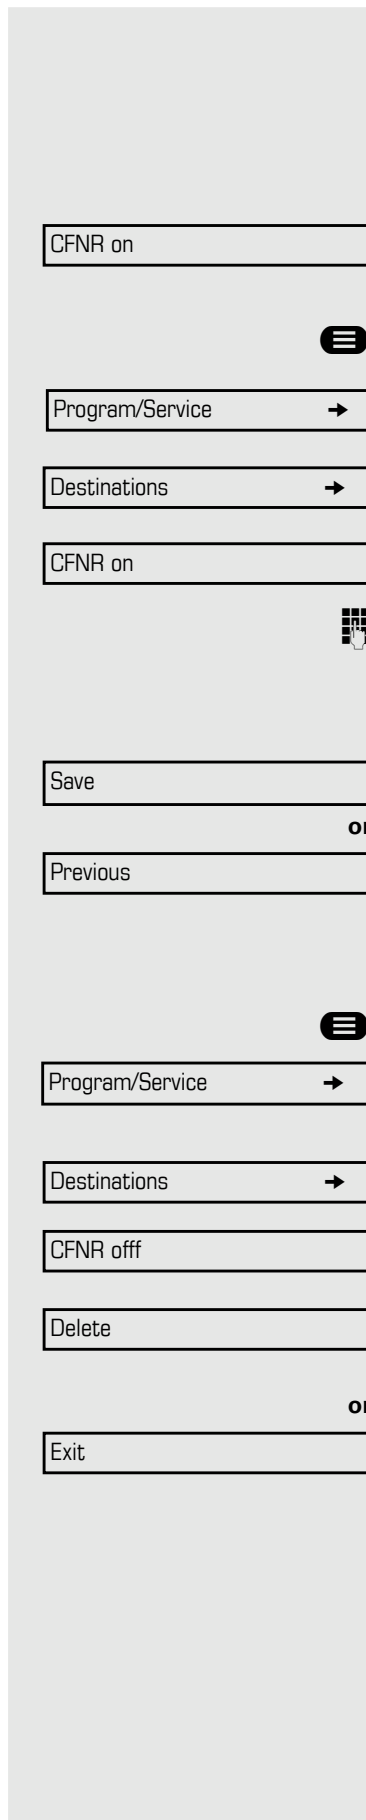 CFNR on
Program/Service
Destinations
CFNR on
Save
or
Previous
Program/Service
Destinations
CFNR offf
Delete
or
Exit